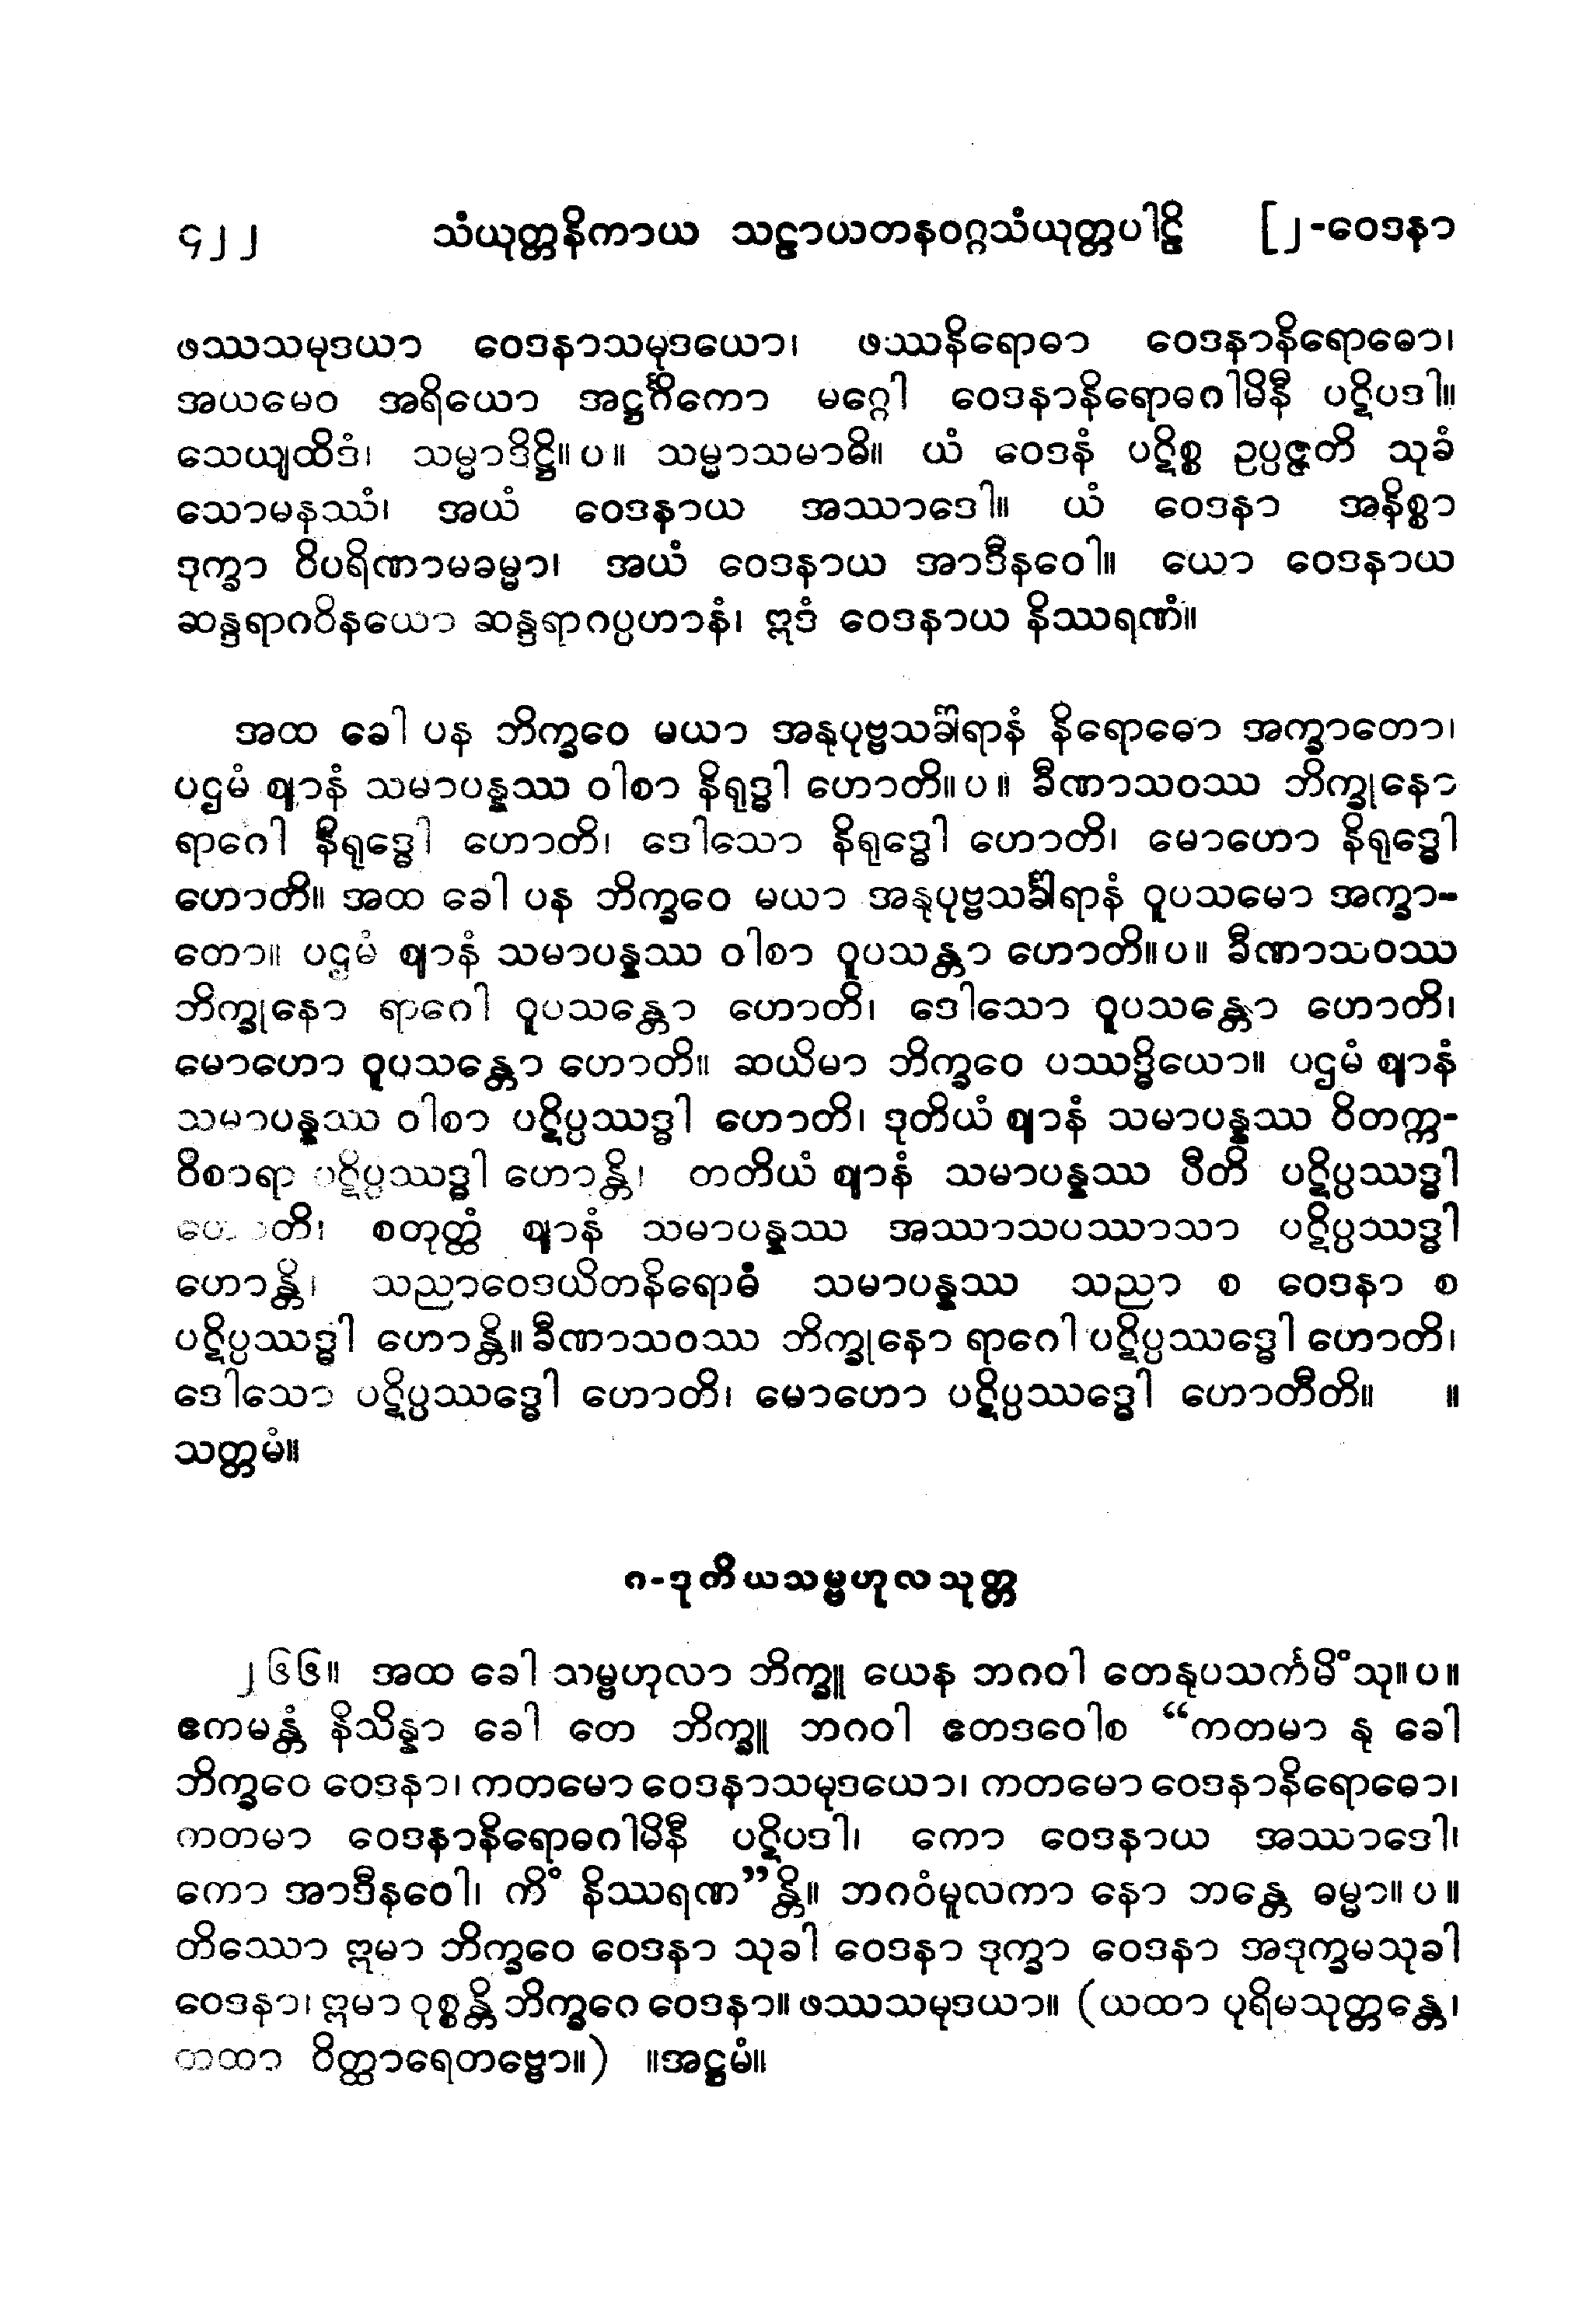 ၄၂၂ သံယုတ္တနိကာယ သဠာယတနဝဂ္ဂသံယုတ္တပါဠိ [၂-ဝေဒနာ
ဖဿသမုဒယာ ဝေဒနာသမုဒယော၊ ဖဿနိရောဓာ ဝေဒနာနိရောဓော၊
အယမေဝ အရိယော အဋ္ဌင်္ဂိကော မဂ္ဂေါ ဝေဒနာနိရောဓဂါမိနီ ပဋိပဒါ။
သေယျထိဒံ၊ သမ္မာဒိဋ္ဌိ။ပ။ သမ္မာသမာဓိ။ ယံ ဝေဒနံ ပဋိစ္စ ဥပ္ပဇ္ဇတိ သုခံ
သောမနဿံ၊ အယံ ဝေဒနာယ အဿာဒေါ။ ယံ ဝေဒနာ အနိစ္စာ
ဒုက္ခာ ဝိပရိဏာမဓမ္မာ၊ အယံ ဝေဒနာယ အာဒီနဝေါ။ ယော ဝေဒနာယ
ဆန္ဒရာဂဝိနယော ဆန္ဒရာဂပ္ပဟာနံ၊ ဣဒံ ဝေဒနာယ နိဿရဏံ။
အထ ခေါ ပန ဘိက္ခဝေ မယာ အနုပုဗ္ဗသင်္ခါရာနံ နိရောဓော အက္ခာတော၊
ပဌမံ ဈာနံ သမာပန္နဿ ဝါစာ နိရုဒ္ဓါ ဟောတိ။ပ။ ခီဏာသဝဿ ဘိက္ခုနော
ရာဂေါ နိရုဒ္ဓေါ ဟောတိ၊ ဒေါသော နိရုဒ္ဓေါ ဟောတိ၊ မောဟော နိရုဒ္ဓေါ
ဟောတိ။ အထ ခေါ ပန ဘိက္ခဝေ မယာ အနုပုဗ္ဗသင်္ခါရာနံ ဝူပသမော အက္ခာ-
တော။ ပဌမံ ဈာနံ သမာပန္နဿ ဝါစာ ဝူပသန္တာ ဟောတိ။ပ။ ခီဏာသဝဿ
ဘိက္ခုနော ရာဂေါ ဝူပသန္တော ဟောတိ၊ ဒေါသော ဝူပသန္တော ဟောတိ၊
မောဟော ဝူပသန္တော ဟောတိ။ ဆယိမာ ဘိက္ခဝေ ပဿဒ္ဓိယော။ ပဌမံ ဈာနံ
သမာပန္နဿ ဝါစာ ပဋိပ္ပဿဒ္ဓါ ဟောတိ၊ ဒုတိယံ ဈာနံ သမာပန္နဿ ဝိတက္က-
ဝိစာရာ ပဋိပ္ပဿဒ္ဓါ ဟောန္တိ၊ တတိယံ ဈာနံ သမာပန္နဿ ပီတိ ပဋိပ္ပဿဒ္ဓါ
ဟောတိ၊ စတုတ္ထံ ဈာနံ သမာပန္နဿ အဿာသပဿာသာ ပဋိပ္ပဿဒ္ဓါ
ဟောန္တိ၊ သညာဝေဒယိတနိရောဓံ သမာပန္နဿ သညာ စ ဝေဒနာ စ
ပဋိပ္ပဿဒ္ဓါ ဟောန္တိ။ ခီဏာသဝဿ ဘိက္ခုနော ရာဂေါ ပဋိပ္ပဿဒ္ဓေါ ဟောတိ၊
ဒေါသော ပဋိပ္ပဿဒ္ဓေါ ဟောတိ၊ မောဟော ပဋိပ္ပဿဒ္ဓေါ ဟောတီတိ။ ။
သတ္တမံ။
၈-ဒုတိယသမ္ဗဟုလသုတ္တ
၂၆၆။ အထ ခေါ သမ္ဗဟုလာ ဘိက္ခူ ယေန ဘဂဝါ တေနုပသင်္ကမိံသု။ပ။
ဧကမန္တံ နိသိန္နာ ခေါ တေ ဘိက္ခူ ဘဂဝါ ဧတဒဝေါစ “ကတမာ နု ခေါ
ဘိက္ခဝေ ဝေဒနာ၊ ကတမော ဝေဒနာသမုဒယော၊ ကတမော ဝေဒနာနိရောဓော၊
ကတမာ ဝေဒနာနိရောဓဂါမိနီ ပဋိပဒါ၊ ကော ဝေဒနာယ အဿာဒေါ၊
ကော အာဒီနဝေါ၊ ကိံ နိဿရဏ”န္တိ။ ဘဂဝံမူလကာ နော ဘန္တေ ဓမ္မာ။ပ။
တိဿော ဣမာ ဘိက္ခဝေ ဝေဒနာ သုခါ ဝေဒနာ ဒုက္ခာ ဝေဒနာ အဒုက္ခမသုခါ
ဝေဒနာ၊ ဣမာ ဝုစ္စန္တိ ဘိက္ခဝေ ဝေဒနာ။ ဖဿသမုဒယာ။ (ယထာ ပုရိမသုတ္တန္တေ၊
တထာ ဝိတ္ထာရေတဗ္ဗော။) ။အဋ္ဌမံ။